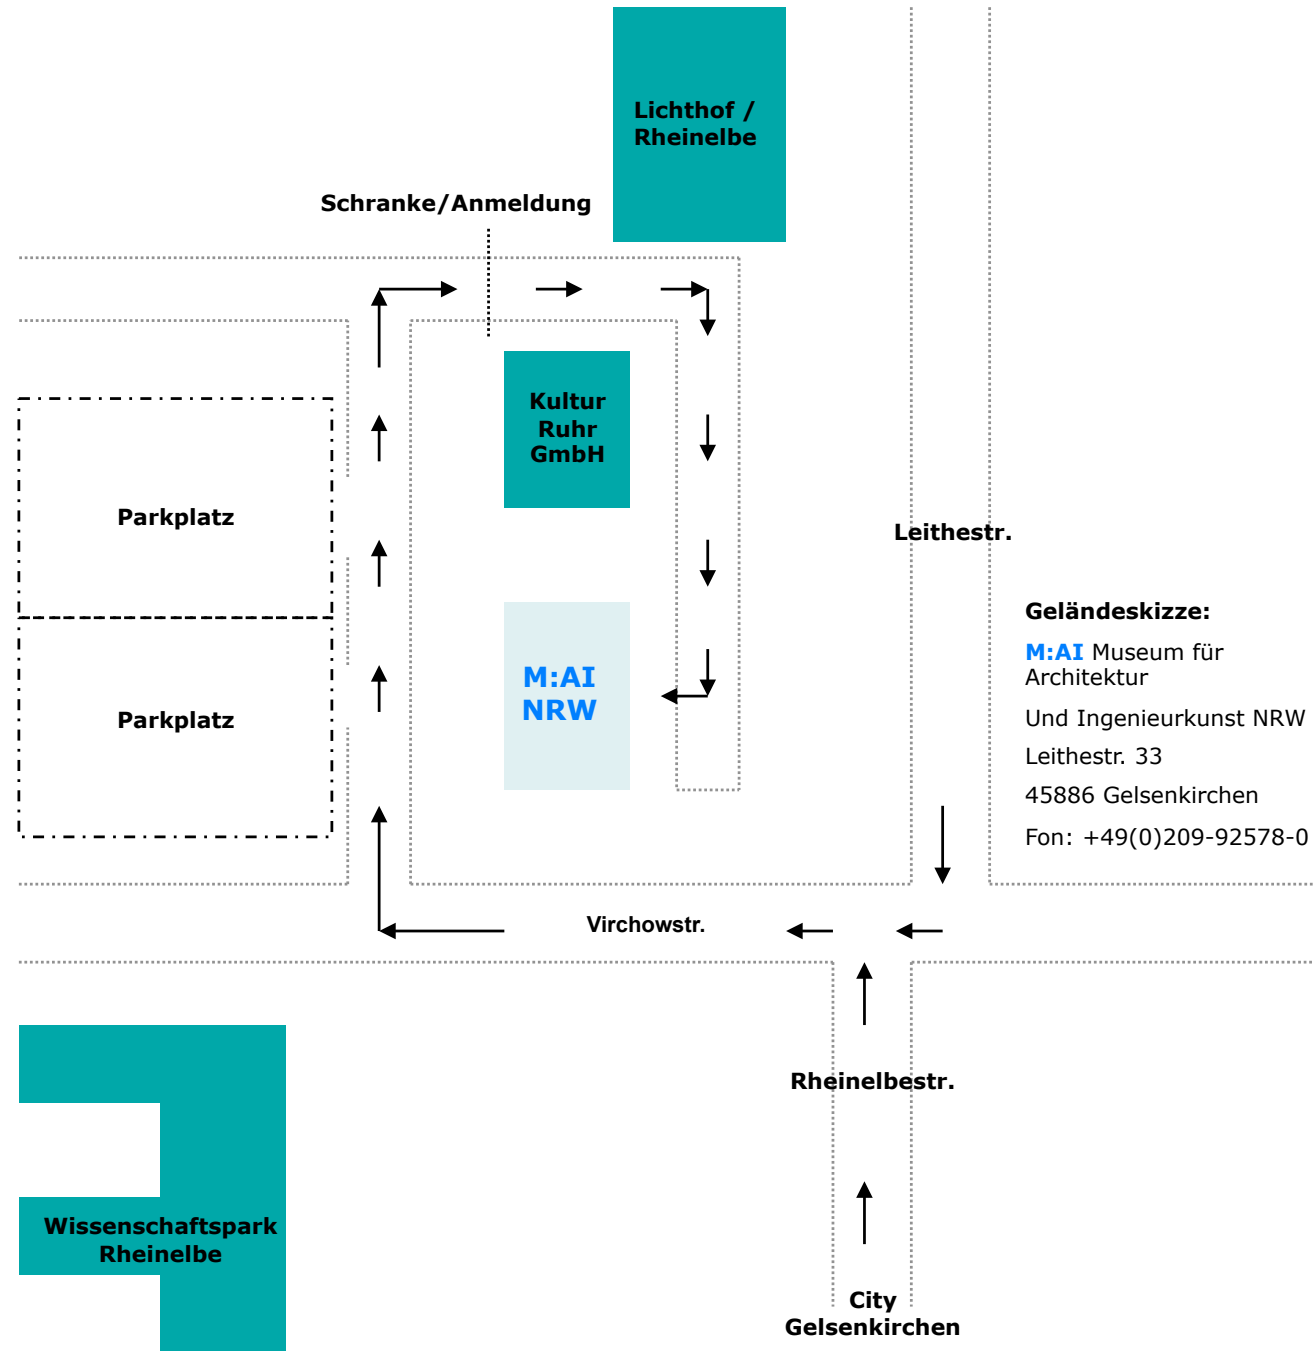 Lichthof /
Rheinelbe
Schranke/Anmeldung
Kultur
Ruhr
GmbH
Parkplatz
Leithestr.
Geländeskizze:
M:AI Museum für
Architektur
Und Ingenieurkunst NRW
Leithestr. 33
45886 Gelsenkirchen
Fon: +49(0)209-92578-0
M:AI
NRW
Parkplatz
Virchowstr.
Rheinelbestr.
Wissenschaftspark
Rheinelbe
City
Gelsenkirchen